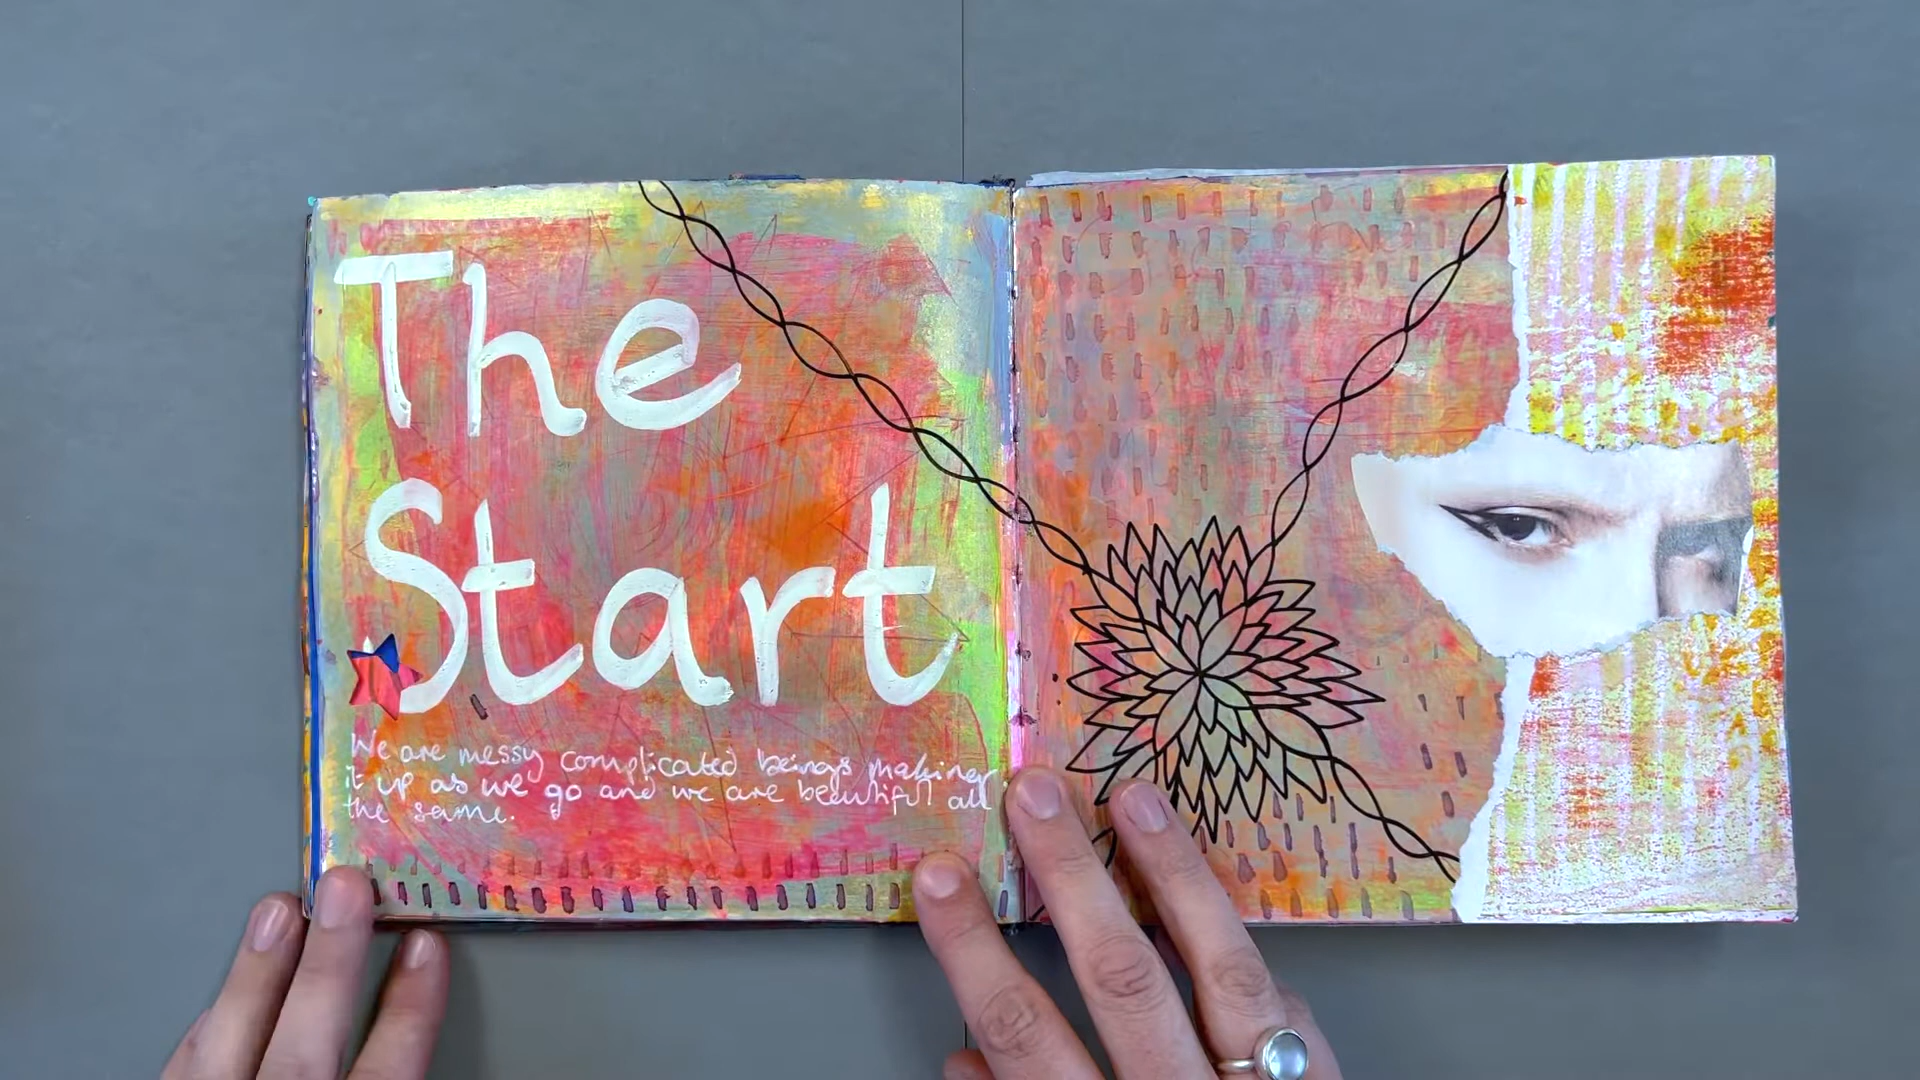 The
Start
We are messy complicated beings making
it up as we go and we are beautiful all
the same.